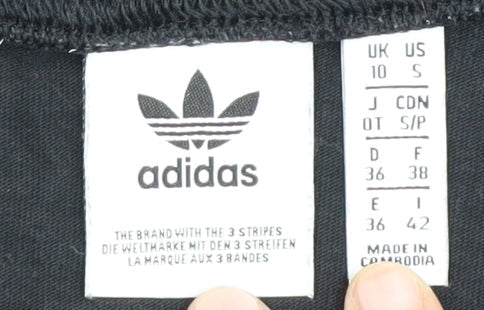 adidas
THE BRAND WITH THE 3 STRIPES
DIE WELTMARKE MIT DEN 3 STREIFEN
LA MARQUE AUX 3 BANDES
UK US
10 S
J CDN
OT S/P
D F
36 38
E I
36 42
MADE IN
CAMBODIA